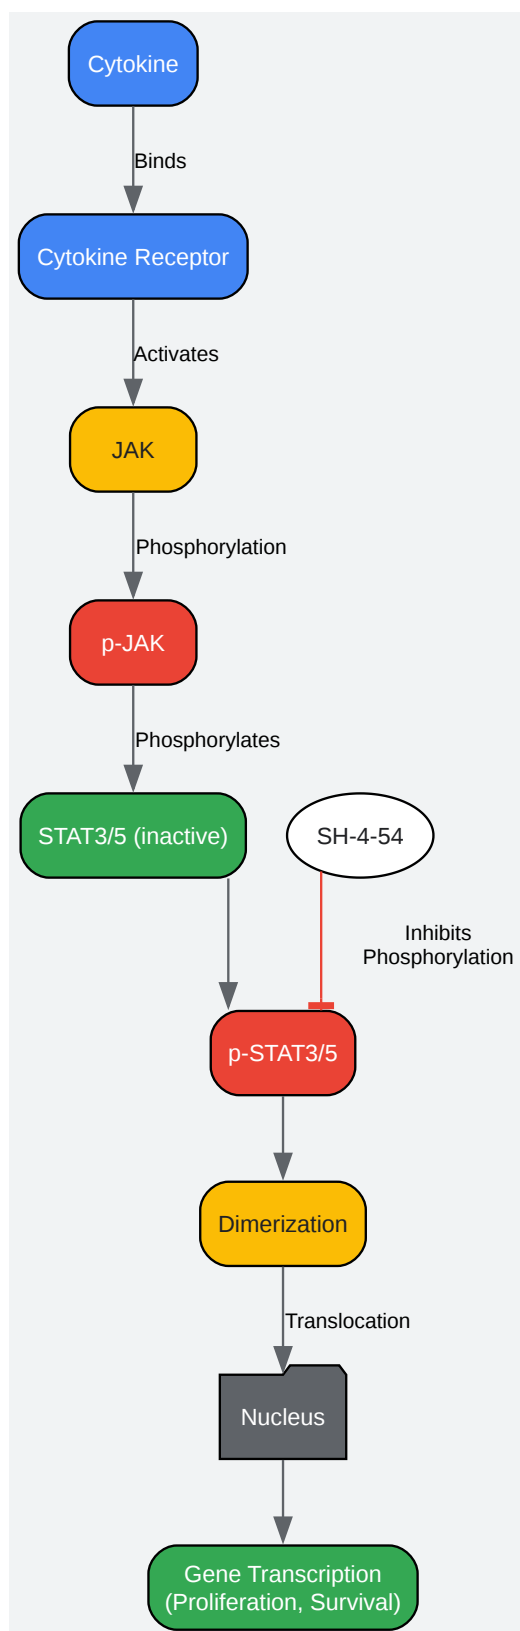 Cytokine
Binds
Cytokine Receptor
Activates
JAK
Phosphorylation
p-JAK
Phosphorylates
STAT3/5 (inactive)
SH-4-54
Inhibits
Phosphorylation
p-STAT3/5
Dimerization
Translocation
Nucleus
Gene Transcription
(Proliferation, Survival)